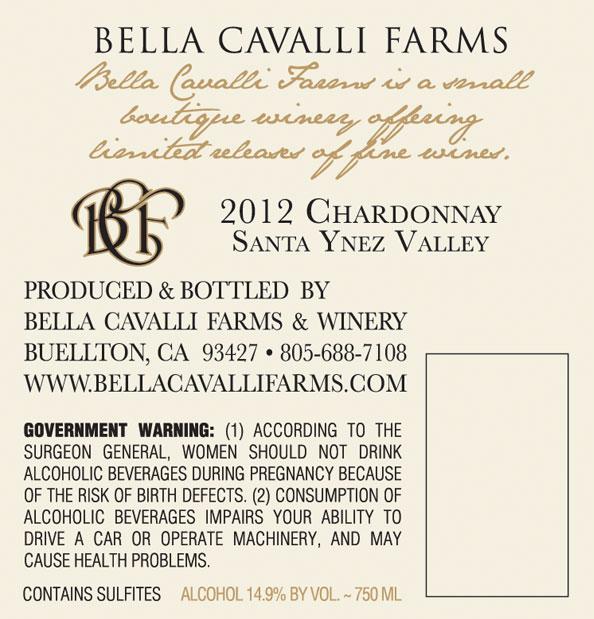 BELLA CAVALLI FARMS
Bella Cavalli Farms is a small
boutique winery offering
limited releases of fine wines.
BCF
2012 CHARDONNAY
SANTA YNEZ VALLEY
PRODUCED & BOTTLED BY
BELLA CAVALLI FARMS & WINERY
BUELLTON, CA 93427 • 805-688-7108
WWW.BELLACAVALLIFARMS.COM
GOVERNMENT WARNING: (1) ACCORDING TO THE
SURGEON GENERAL, WOMEN SHOULD NOT DRINK
ALCOHOLIC BEVERAGES DURING PREGNANCY BECAUSE
OF THE RISK OF BIRTH DEFECTS. (2) CONSUMPTION OF
ALCOHOLIC BEVERAGES IMPAIRS YOUR ABILITY TO
DRIVE A CAR OR OPERATE MACHINERY, AND MAY
CAUSE HEALTH PROBLEMS.
CONTAINS SULFITES ALCOHOL 14.9% BY VOL. ~ 750 ML